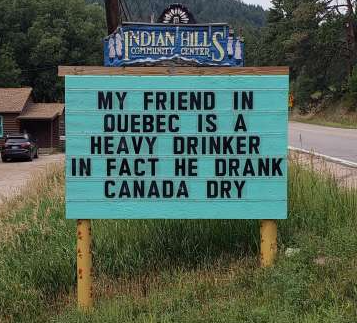 INDIAN HILLS
COMMUNITY CENTER
MY FRIEND IN
QUEBEC IS A
HEAVY DRINKER
IN FACT HE DRANK
CANADA DRY